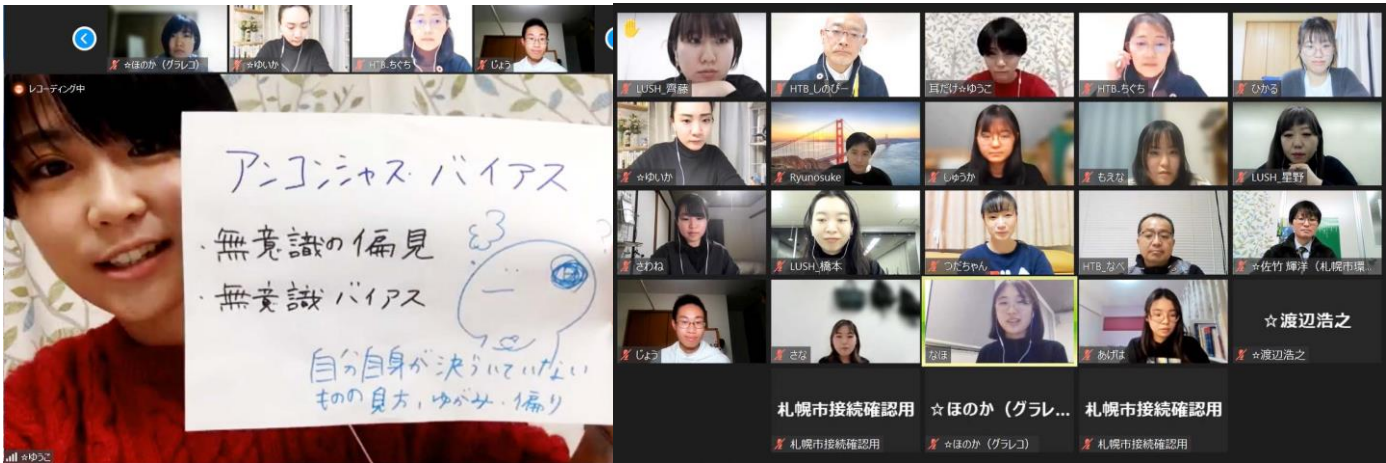 ☆ほのか（グラレコ）
☆ゆいか
HTB.ちぐち
じょう
レコーディング中
アンコンシャス・バイアス
・無意識の偏見
・無意識バイアス
自分自身が気づいていない
ものの見方、ゆがみ・偏り
☆ゆうこ
LUSH_齊藤
HTB_しのぴー
耳だけ☆ゆうこ
HTB.ちぐち
ひかる
☆ゆいか
Ryunosuke
しゅうか
もえな
LUSH_星野
さわね
LUSH_橋本
つだちゃん
HTB_なべ
☆佐竹 輝洋（札幌市環...
じょう
さな
なほ
あげは
☆渡辺浩之
☆渡辺浩之
札幌市接続確認用
札幌市接続確認用
☆ほのか（グラレ...
☆ほのか（グラレコ）
札幌市接続確認用
札幌市接続確認用